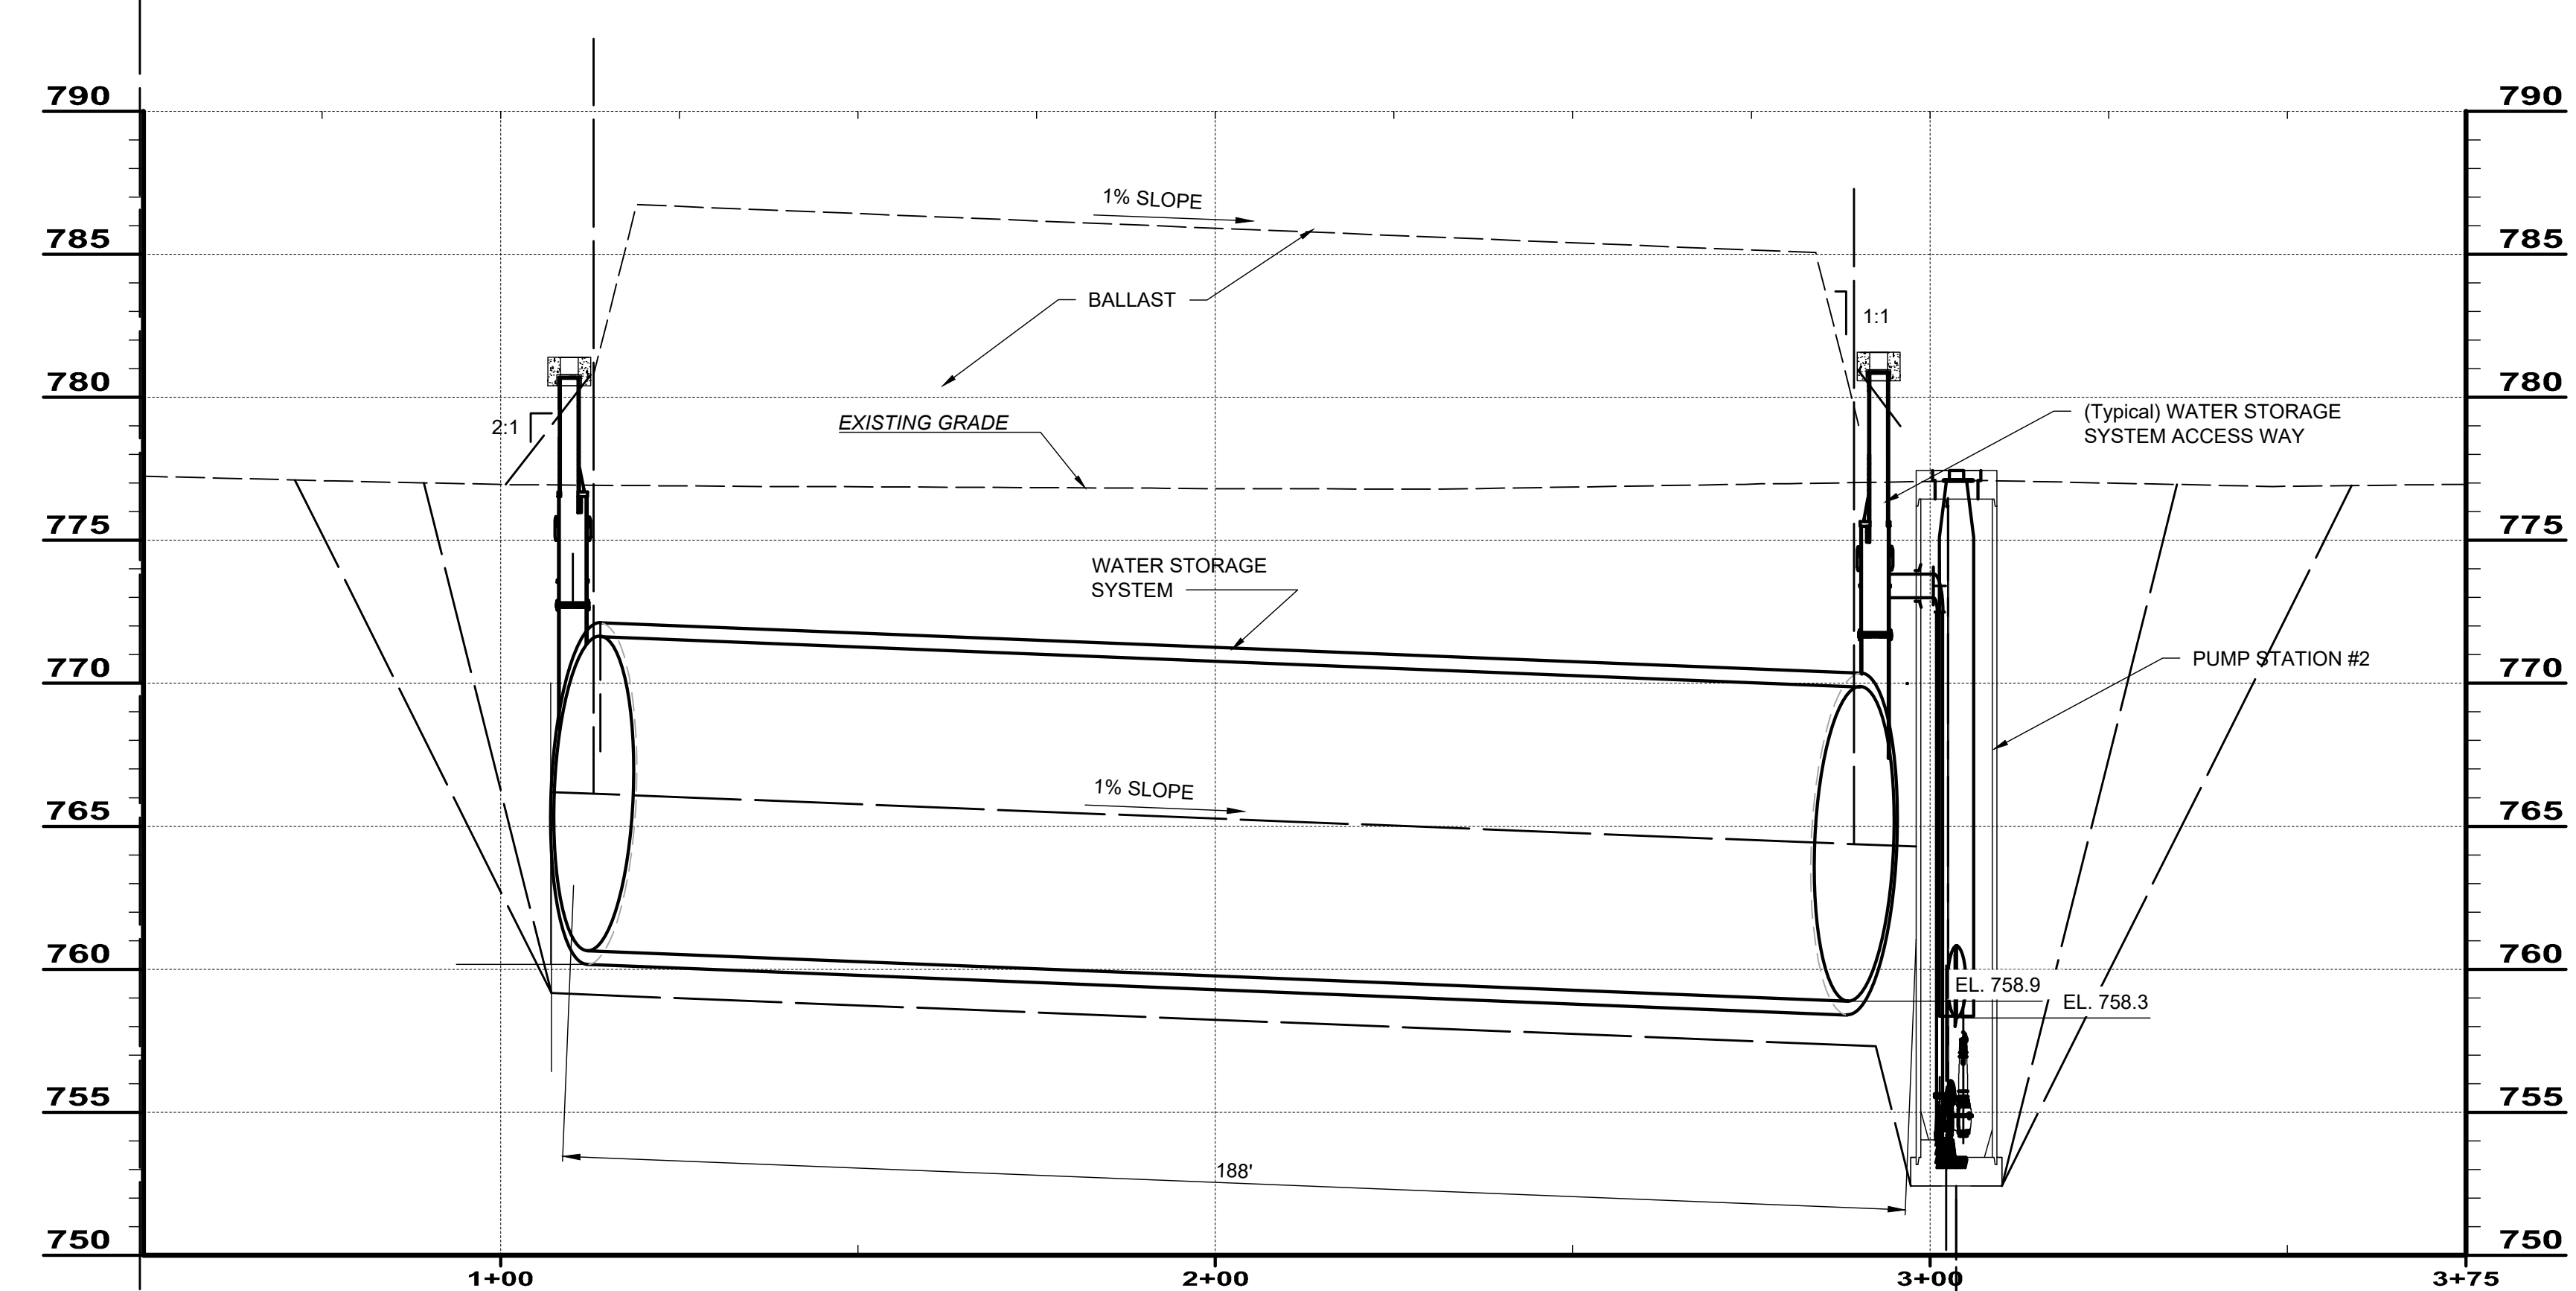 790
790
1% SLOPE
785
785
BALLAST
1:1
780
780
(Typical) WATER STORAGE
SYSTEM ACCESS WAY
2:1
EXISTING GRADE
775
775
WATER STORAGE
SYSTEM
770
770
PUMP STATION #2
1% SLOPE
765
765
760
760
EL. 758.9
EL. 758.3
755
755
188'
750
750
1+00
2+00
3+00
3+75